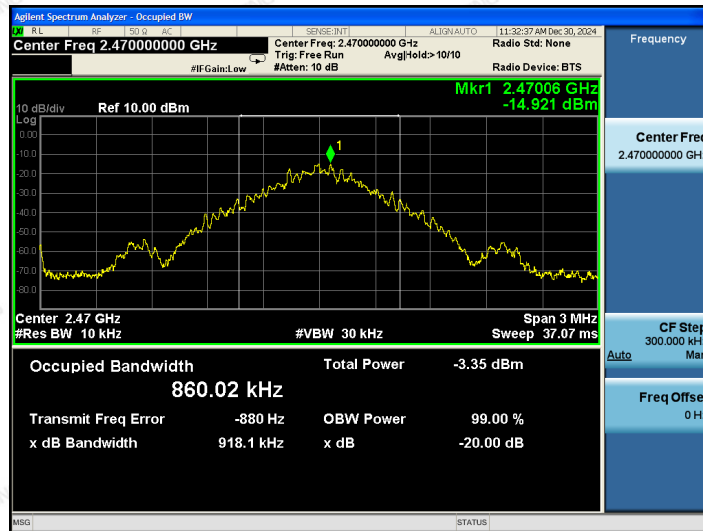 Agilent Spectrum Analyzer - Occupied BW
RL RF 50 Ω AC SENSE:INT ALIGNAUTO 11:32:37 AM Dec 30, 2024
Center Freq 2.470000000 GHz Center Freq: 2.470000000 GHz Radio Std: None
Trig: Free Run Avg|Hold:>10/10
#IFGain:Low #Atten: 10 dB Radio Device: BTS
Mkr1 2.47006 GHz
10 dB/div Ref 10.00 dBm -14.921 dBm
Log
0.00
-10.0
-20.0
-30.0
-40.0
-50.0
-60.0
-70.0
-80.0
1
Center 2.47 GHz Span 3 MHz
#Res BW 10 kHz #VBW 30 kHz Sweep 37.07 ms
Occupied Bandwidth Total Power -3.35 dBm
860.02 kHz
Transmit Freq Error -880 Hz OBW Power 99.00 %
x dB Bandwidth 918.1 kHz x dB -20.00 dB
MSG STATUS
Frequency
Center Freq
2.470000000 GHz
CF Step
300.000 kHz
Auto Man
Freq Offset
0 Hz